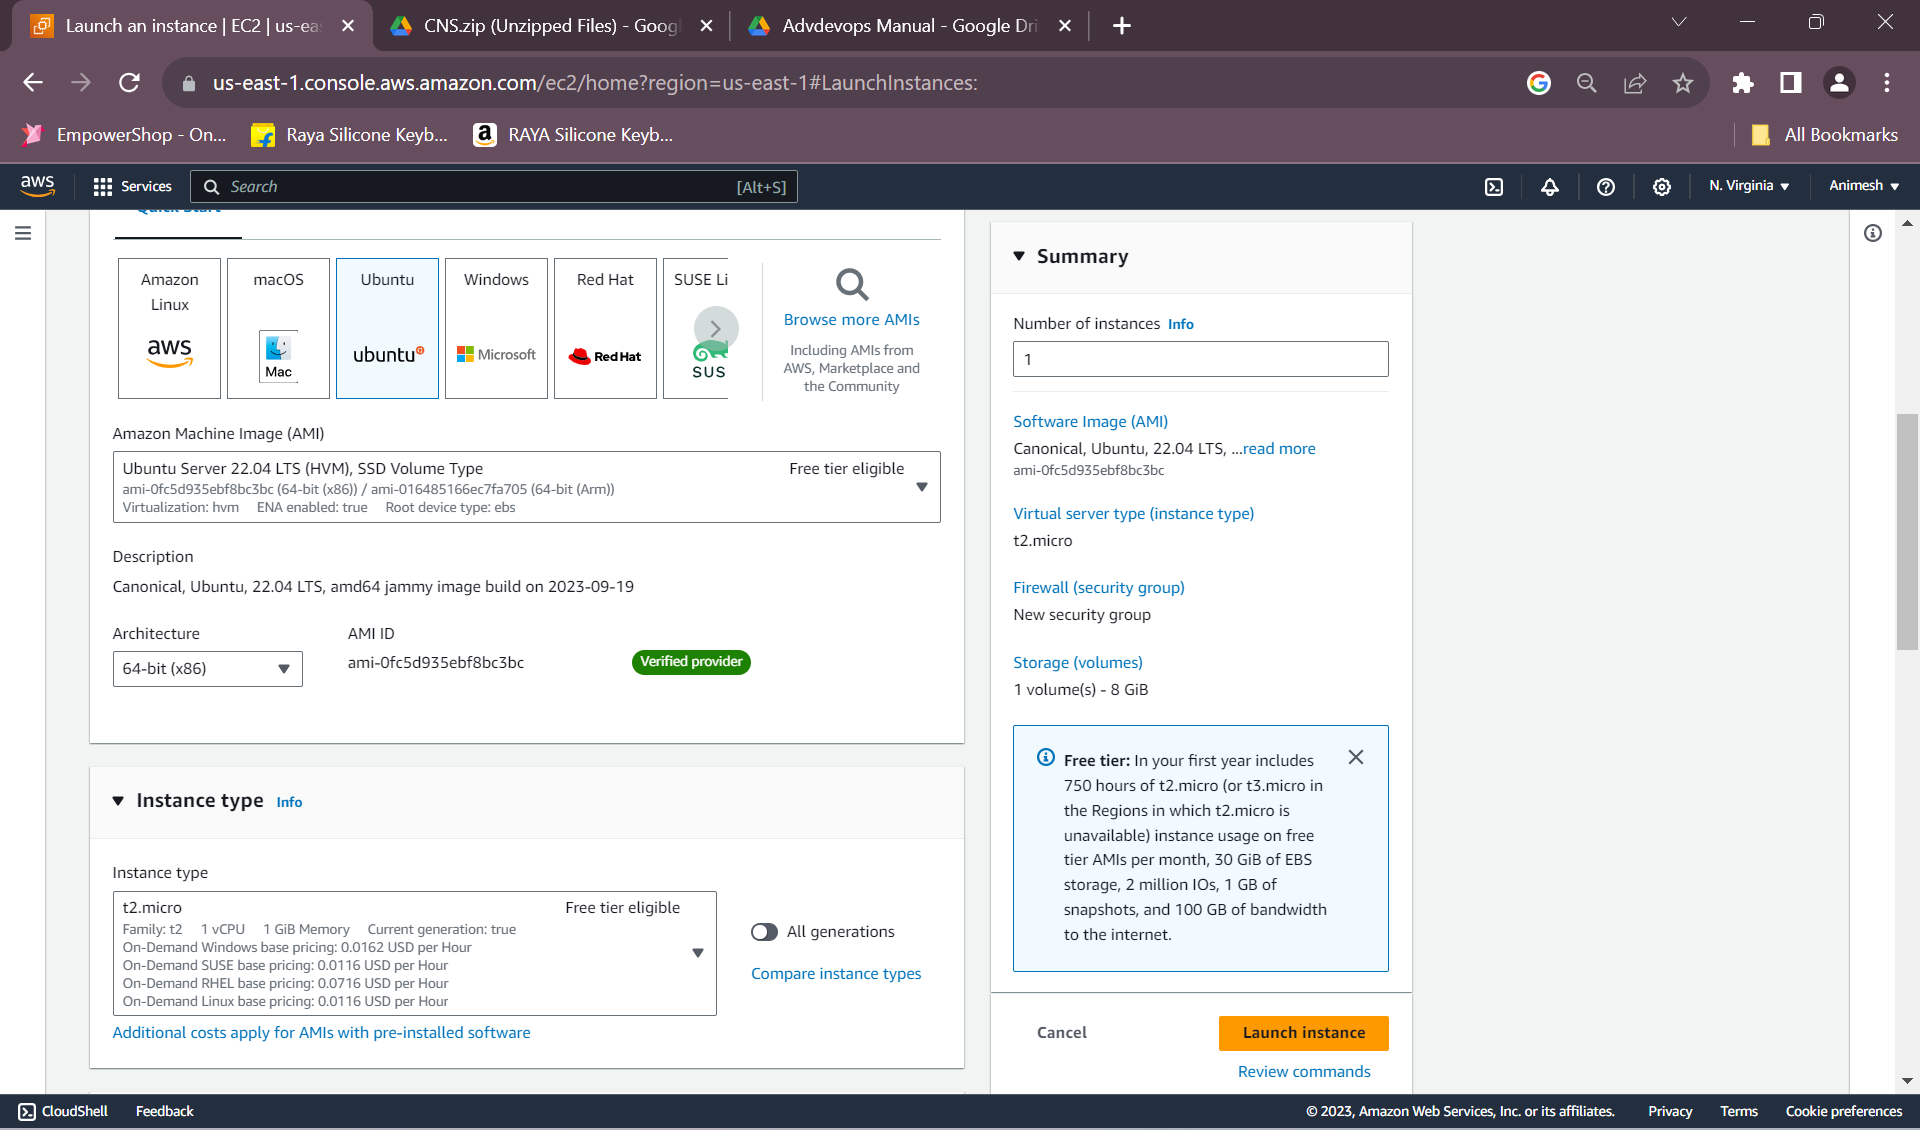 Launch an instance | EC2 | us-eas
CNS.zip (Unzipped Files) - Googl
Advdevops Manual - Google Dri
us-east-1.console.aws.amazon.com/ec2/home?region=us-east-1#LaunchInstances:
EmpowerShop - On...
Raya Silicone Keyb...
RAYA Silicone Keyb...
All Bookmarks
aws
Services
Search
[Alt+S]
N. Virginia
Animesh
Quick Start
Amazon
Linux
aws
macOS
Mac
Ubuntu
ubuntu
Windows
Microsoft
Red Hat
Red Hat
SUSE Li
SUS
Browse more AMIs
Including AMIs from
AWS, Marketplace and
the Community
Amazon Machine Image (AMI)
Ubuntu Server 22.04 LTS (HVM), SSD Volume Type
Free tier eligible
ami-0fc5d935ebf8bc3bc (64-bit (x86)) / ami-016485166ec7fa705 (64-bit (Arm))
Virtualization: hvm ENA enabled: true Root device type: ebs
Description
Canonical, Ubuntu, 22.04 LTS, amd64 jammy image build on 2023-09-19
Architecture
AMI ID
64-bit (x86)
ami-0fc5d935ebf8bc3bc
Verified provider
Instance type Info
Instance type
t2.micro
Free tier eligible
Family: t2 1 vCPU 1 GiB Memory Current generation: true
On-Demand Windows base pricing: 0.0162 USD per Hour
On-Demand SUSE base pricing: 0.0116 USD per Hour
On-Demand RHEL base pricing: 0.0716 USD per Hour
On-Demand Linux base pricing: 0.0116 USD per Hour
All generations
Compare instance types
Additional costs apply for AMIs with pre-installed software
Summary
Number of instances Info
1
Software Image (AMI)
Canonical, Ubuntu, 22.04 LTS, ...read more
ami-0fc5d935ebf8bc3bc
Virtual server type (instance type)
t2.micro
Firewall (security group)
New security group
Storage (volumes)
1 volume(s) - 8 GiB
Free tier: In your first year includes
750 hours of t2.micro (or t3.micro in
the Regions in which t2.micro is
unavailable) instance usage on free
tier AMIs per month, 30 GiB of EBS
storage, 2 million IOs, 1 GB of
snapshots, and 100 GB of bandwidth
to the internet.
Cancel
Launch instance
Review commands
CloudShell
Feedback
© 2023, Amazon Web Services, Inc. or its affiliates.
Privacy
Terms
Cookie preferences